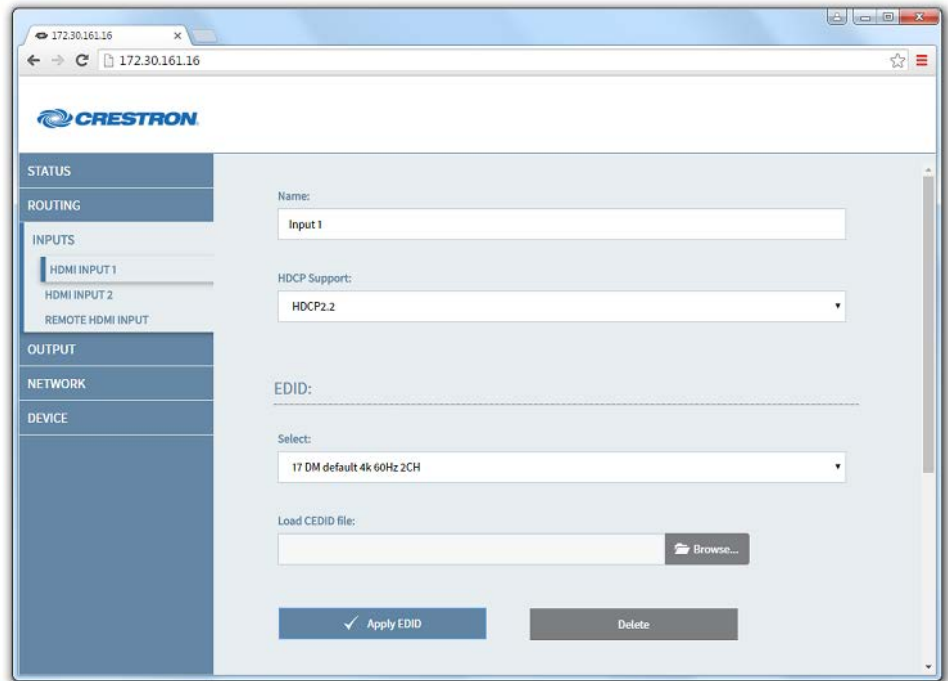 172.30.161.16
172.30.161.16
CRESTRON
STATUS
ROUTING
INPUTS
HDMI INPUT 1
HDMI INPUT 2
REMOTE HDMI INPUT
OUTPUT
NETWORK
DEVICE
Name:
Input 1
HDCP Support:
HDCP2.2
EDID:
Select:
17 DM default 4k 60Hz 2CH
Load CEDID file:
Browse...
Apply EDID
Delete